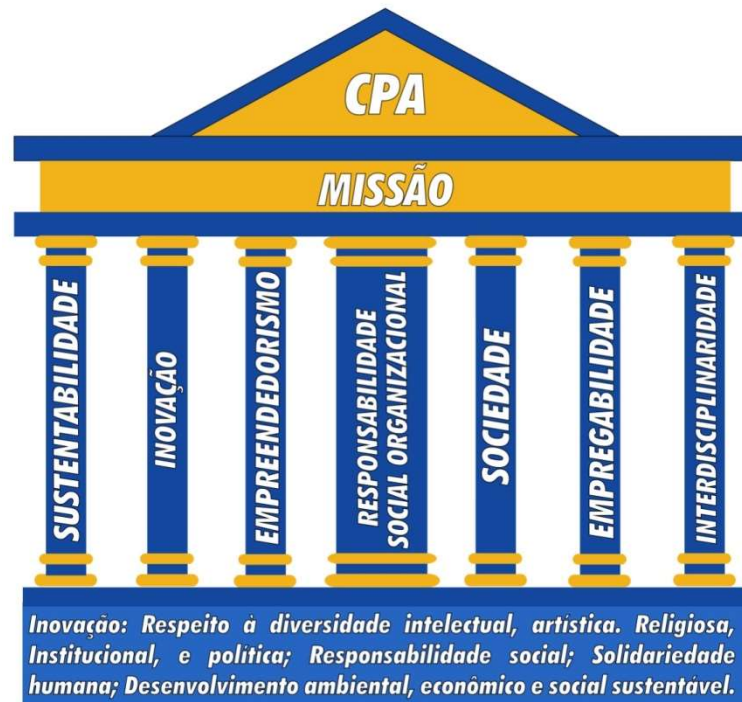 CPA
MISSÃO
SUSTENTABILIDADE
INOVAÇÃO
EMPREENDEDORISMO
RESPONSABILIDADE
SOCIAL ORGANIZACIONAL
SOCIEDADE
EMPREGABILIDADE
INTERDISCIPLINARIDADE
Inovação: Respeito à diversidade intelectual, artística. Religiosa,
Institucional, e política; Responsabilidade social; Solidariedade
humana; Desenvolvimento ambiental, econômico e social sustentável.